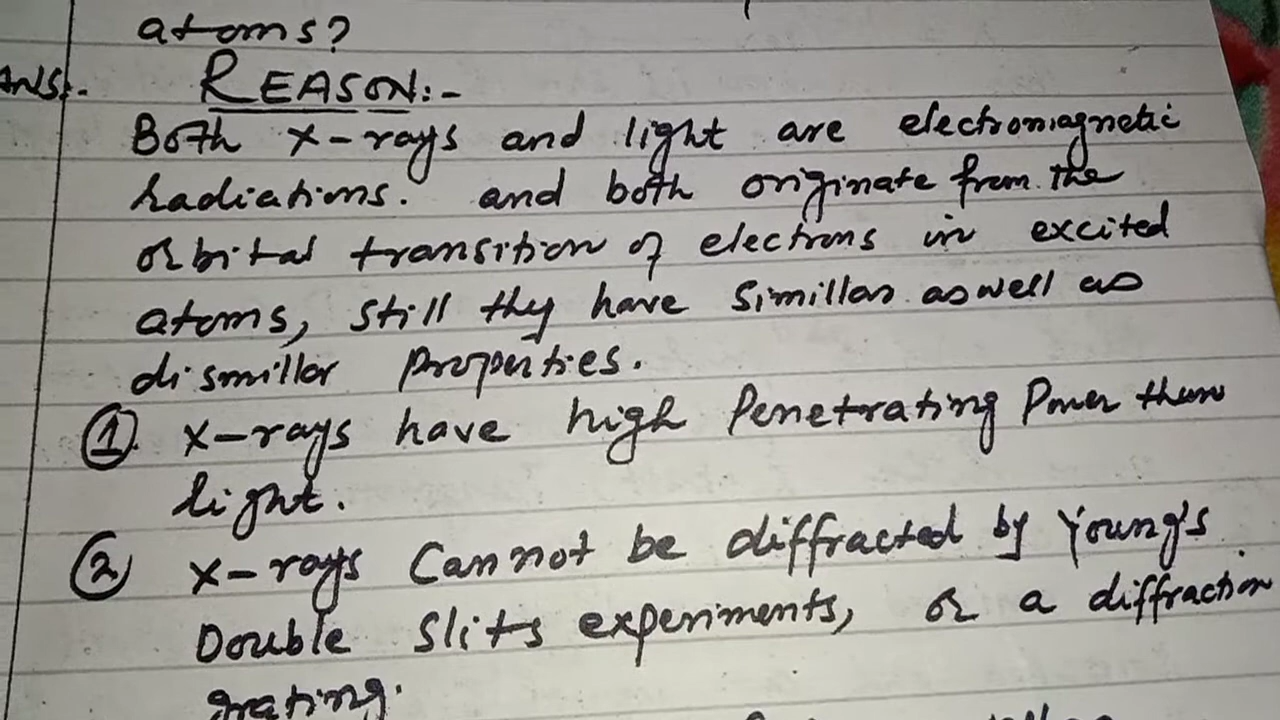 atoms?
Ans:- REASON:-
Both x-rays and light are electromagnetic
radiations. and both originate from the
orbital transition of electrons in excited
atoms, still they have similar as well as
dismillar properties.
① x-rays have high Penetrating Power than
light.
② x-rays Cannot be diffracted by Young's
Double slits experiments, or a diffraction
grating.